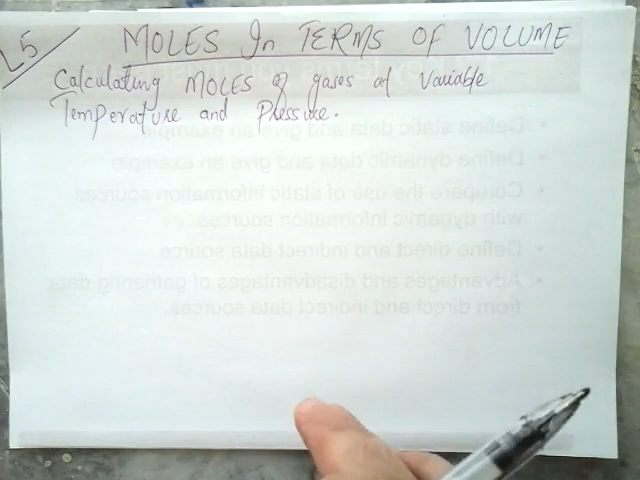 L5
MOLES In TERMS OF VOLUME
Calculating MOLES of gases at Variable
Temperature and Pressure.
• Define static data and give an example
• Define dynamic data and give an example
• Compare the use of static information sources
with dynamic information sources.
• Define direct and indirect data source
• Advantages and disadvantages of gathering data
from direct and indirect data sources.